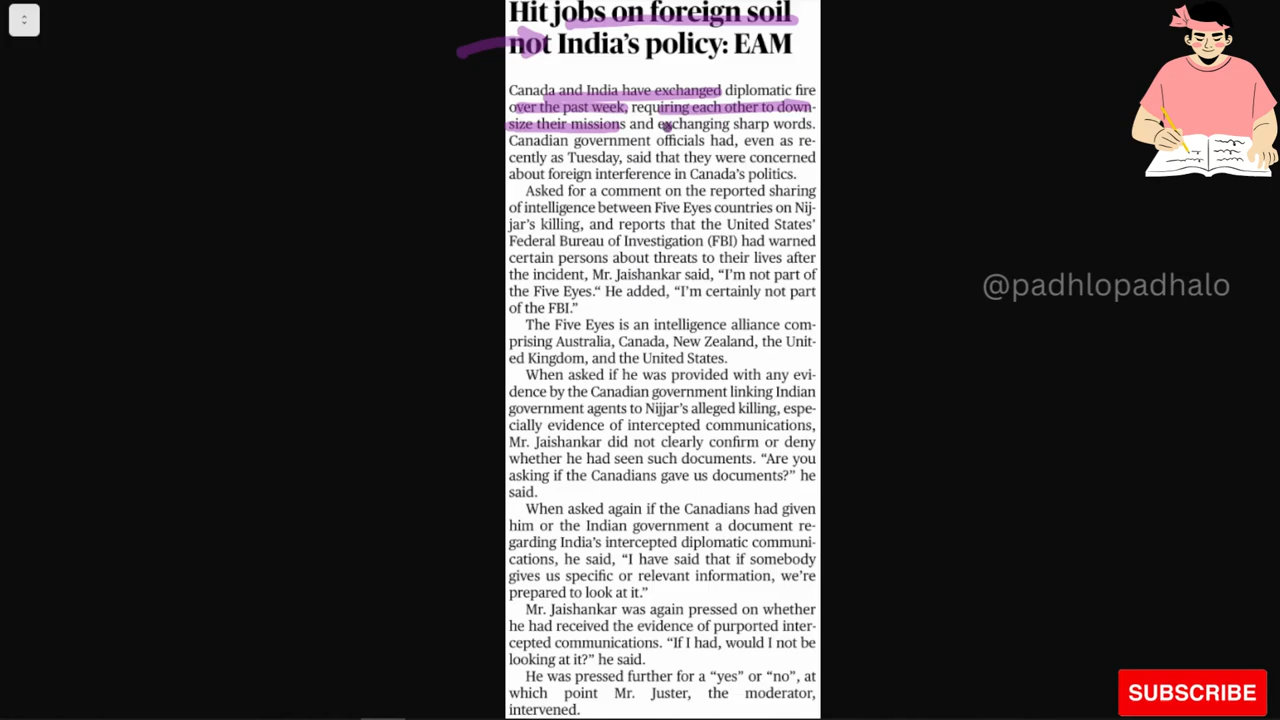 Hit jobs on foreign soil
not India's policy: EAM
Canada and India have exchanged diplomatic fire
over the past week, requiring each other to down-
size their missions and exchanging sharp words.
Canadian government officials had, even as re-
cently as Tuesday, said that they were concerned
about foreign interference in Canada's politics.
Asked for a comment on the reported sharing
of intelligence between Five Eyes countries on Nij-
jar's killing, and reports that the United States'
Federal Bureau of Investigation (FBI) had warned
certain persons about threats to their lives after
the incident, Mr. Jaishankar said, “I'm not part of
the Five Eyes.“ He added, “I'm certainly not part
of the FBI.”
The Five Eyes is an intelligence alliance com-
prising Australia, Canada, New Zealand, the Unit-
ed Kingdom, and the United States.
When asked if he was provided with any evi-
dence by the Canadian government linking Indian
government agents to Nijjar's alleged killing, espe-
cially evidence of intercepted communications,
Mr. Jaishankar did not clearly confirm or deny
whether he had seen such documents. “Are you
asking if the Canadians gave us documents?” he
said.
When asked again if the Canadians had given
him or the Indian government a document re-
garding India's intercepted diplomatic communi-
cations, he said, “I have said that if somebody
gives us specific or relevant information, we're
prepared to look at it.”
Mr. Jaishankar was again pressed on whether
he had received the evidence of purported inter-
cepted communications. “If I had, would I not be
looking at it?” he said.
He was pressed further for a “yes” or “no”, at
which point Mr. Juster, the moderator,
intervened.
@padhlopadhalo
SUBSCRIBE